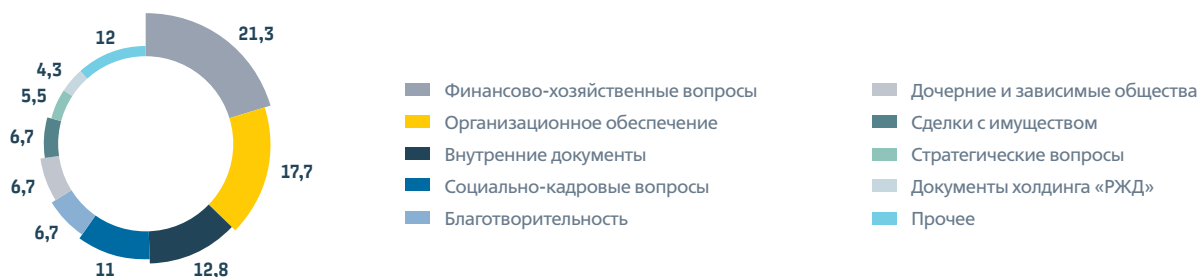 21,3
17,7
12,8
11
6,7
6,7
6,7
5,5
4,3
12
Финансово-хозяйственные вопросы
Организационное обеспечение
Внутренние документы
Социально-кадровые вопросы
Благотворительность
Дочерние и зависимые общества
Сделки с имуществом
Стратегические вопросы
Документы холдинга «РЖД»
Прочее